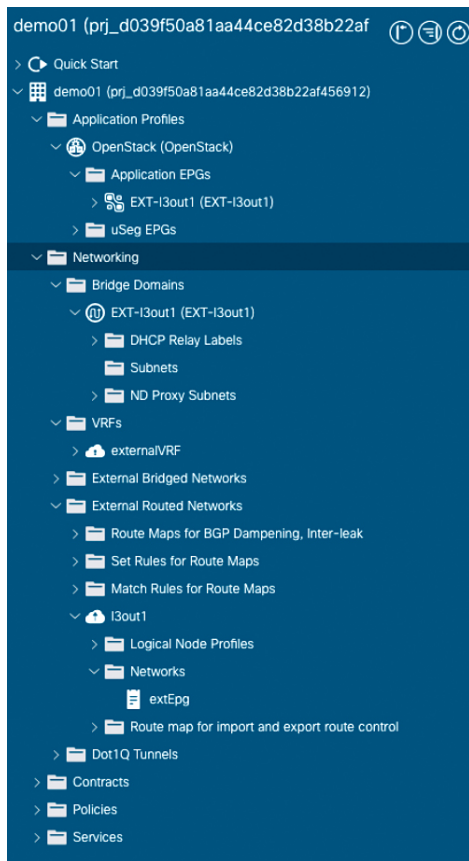 demo01 (prj_d039f50a81aa44ce82d38b22af
Quick Start
demo01 (prj_d039f50a81aa44ce82d38b22af456912)
Application Profiles
OpenStack (OpenStack)
Application EPGs
EXT-l3out1 (EXT-l3out1)
uSeg EPGs
Networking
Bridge Domains
EXT-l3out1 (EXT-l3out1)
DHCP Relay Labels
Subnets
ND Proxy Subnets
VRFs
externalVRF
External Bridged Networks
External Routed Networks
Route Maps for BGP Dampening, Inter-leak
Set Rules for Route Maps
Match Rules for Route Maps
l3out1
Logical Node Profiles
Networks
extEpg
Route map for import and export route control
Dot1Q Tunnels
Contracts
Policies
Services